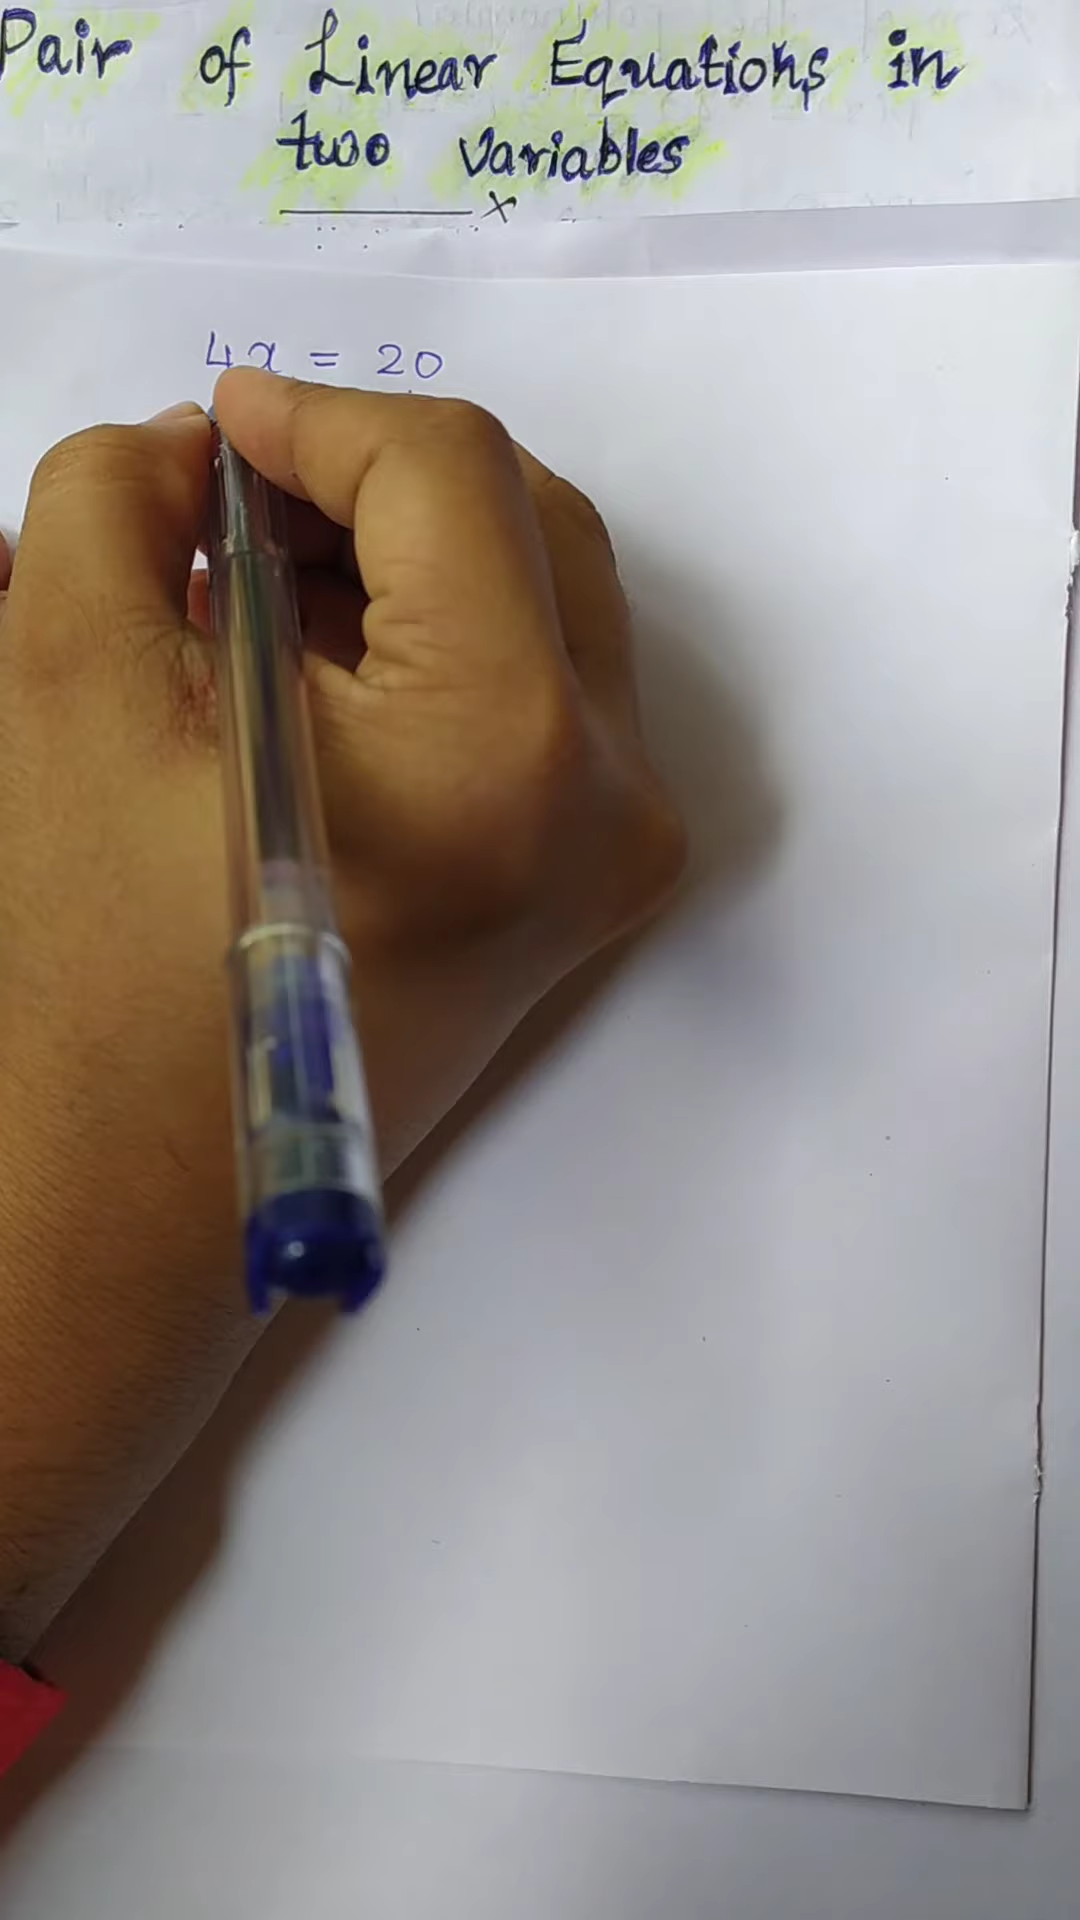 Pair of Linear Equations in
two Variables
4x = 20